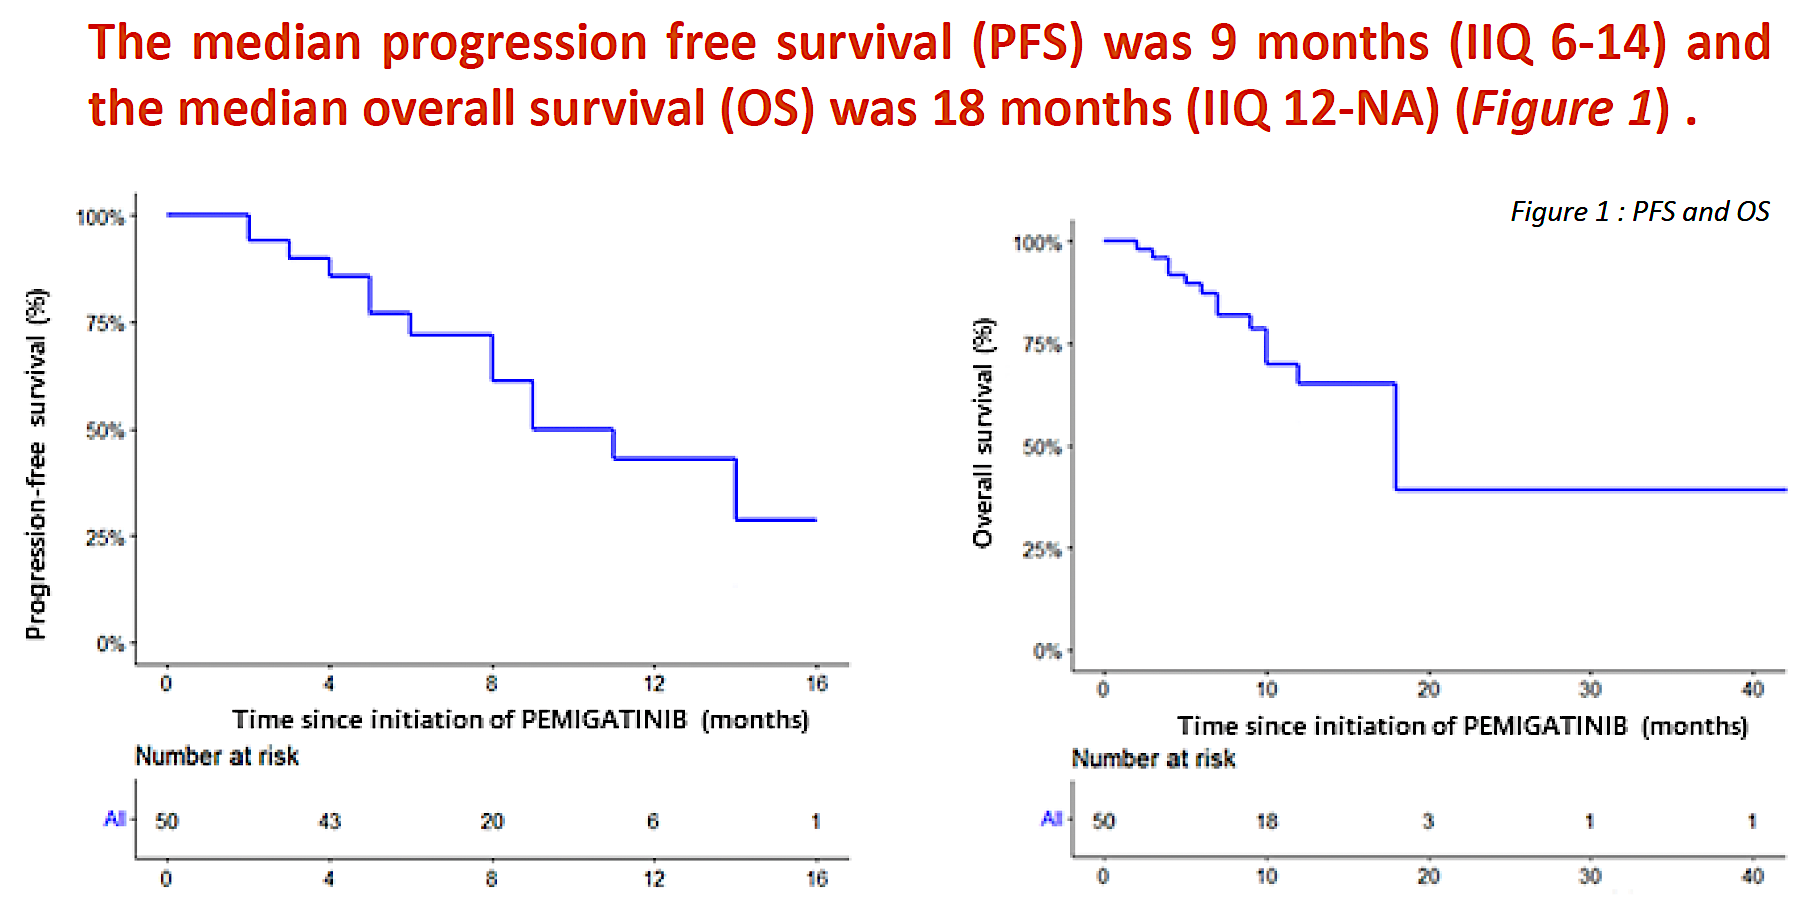 The median progression free survival (PFS) was 9 months (IIQ 6-14) and
the median overall survival (OS) was 18 months (IIQ 12-NA) (Figure 1) .
Progression-free survival (%)
100%
75%
50%
25%
0%
0 4 8 12 16
Time since initiation of PEMIGATINIB (months)
Number at risk
All 50 43 20 6 1
0 4 8 12 16
Figure 1 : PFS and OS
Overall survival (%)
100%
75%
50%
25%
0%
0 10 20 30 40
Time since initiation of PEMIGATINIB (months)
Number at risk
All 50 18 3 1 1
0 10 20 30 40